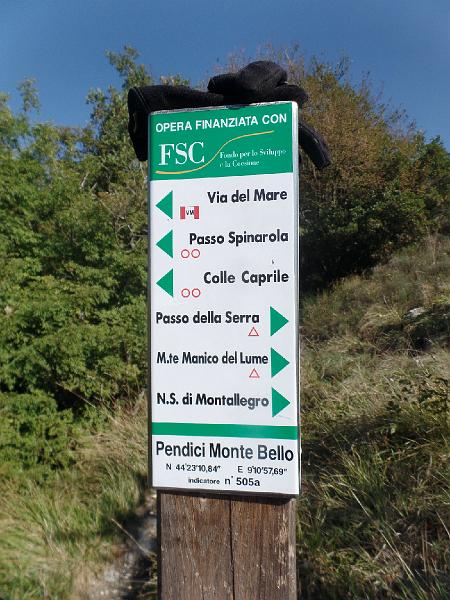 OPERA FINANZIATA CON
FSC Fondo per lo Sviluppo
e la Coesione
Via del Mare
VM
Passo Spinarola
Colle Caprile
Passo della Serra
M.te Manico del Lume
N.S. di Montallegro
Pendici Monte Bello
N 44°23'10,84" E 9°10'57,69"
indicatore n° 505a